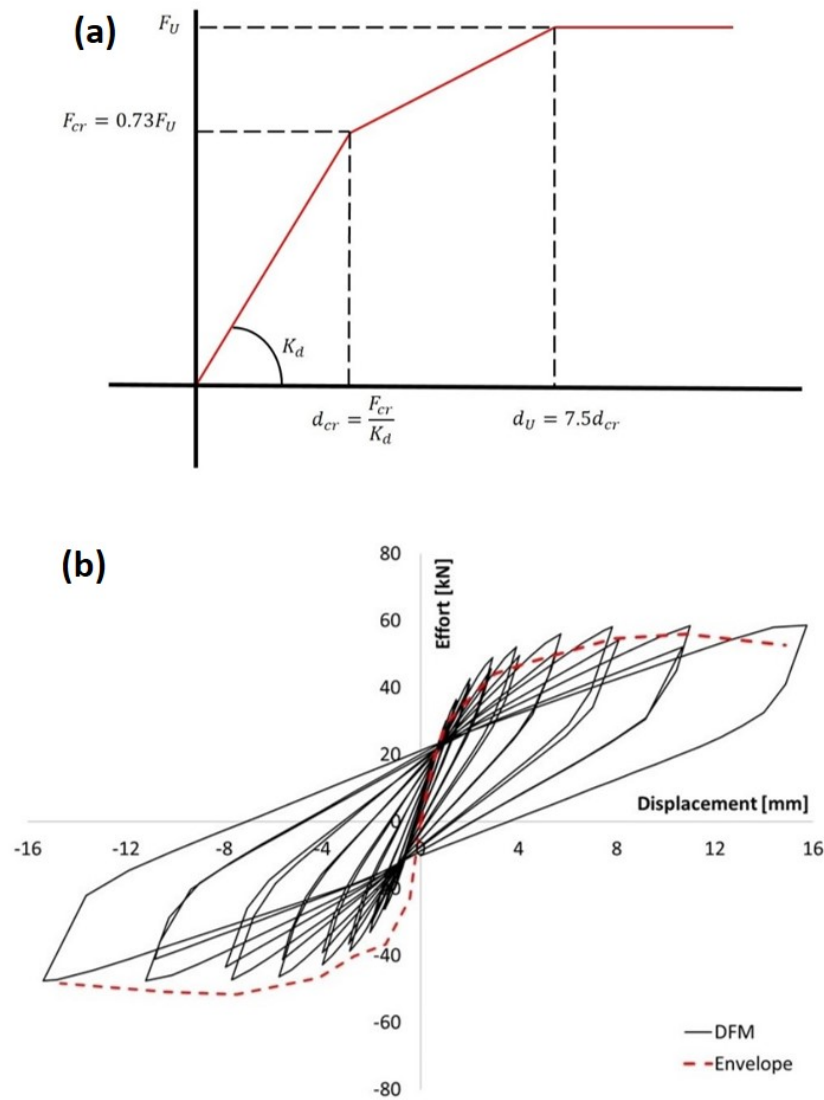 (a)
F_U
F_cr = 0.73F_U
K_d
d_cr = F_cr / K_d
d_U = 7.5d_cr
(b)
Effort [kN]
80
60
40
20
0
-40
-60
-80
Displacement [mm]
-16 -12 -8 -4 0 4 8 12 16
DFM
Envelope